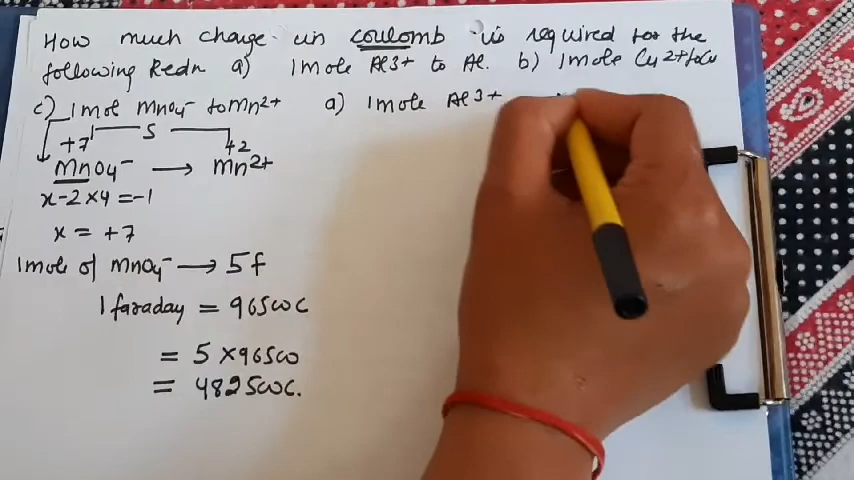 How much charge in coulomb is required for the
following Redn a) 1mole Al3+ to Al. b) 1mole Cu2+ to Cu
c) 1mol MnO4- to Mn2+ a) 1mole Al3+
+7 5 +2
MnO4- → Mn2+
x-2×4=-1
x = +7
1mole of MnO4- → 5f
1 faraday = 96500C
= 5×96500
= 482500C.